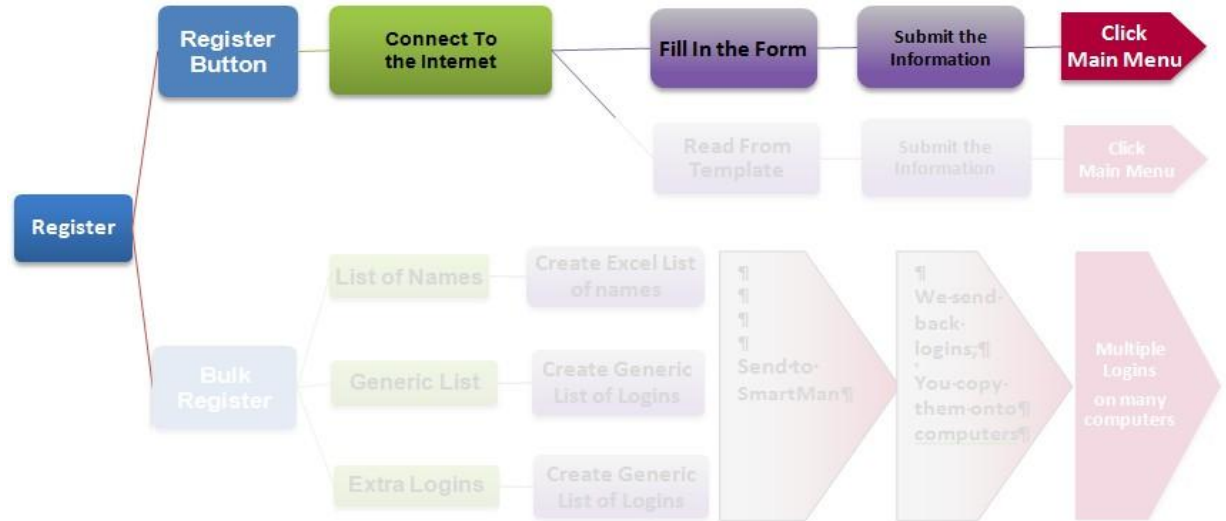 Register
Button
Connect To
the Internet
Fill In the Form
Submit the
Information
Click
Main Menu
Read From
Template
Submit the
Information
Click
Main Menu
Register
Bulk
Register
List of Names
Create Excel List
of names
Generic List
Create Generic
List of Logins
Extra Logins
Create Generic
List of Logins
¶
¶
¶
¶
Send·to·
SmartMan¶
¶
We·send·
back·
logins;¶
You·copy·
them·onto¶
computers¶
Multiple
Logins
on many
computers